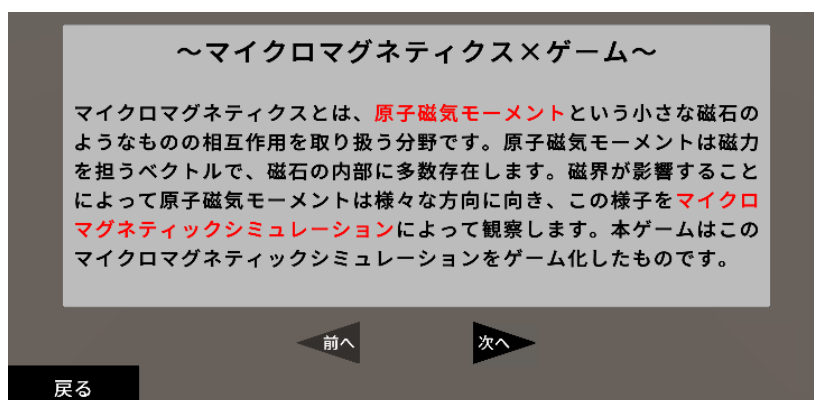 ～マイクロマグネティクス×ゲーム～
マイクロマグネティクスとは、原子磁気モーメントという小さな磁石の
ようなものの相互作用を取り扱う分野です。原子磁気モーメントは磁力
を担うベクトルで、磁石の内部に多数存在します。磁界が影響すること
によって原子磁気モーメントは様々な方向に向き、この様子をマイクロ
マグネティックシミュレーションによって観察します。本ゲームはこの
マイクロマグネティックシミュレーションをゲーム化したものです。
前へ
次へ
戻る